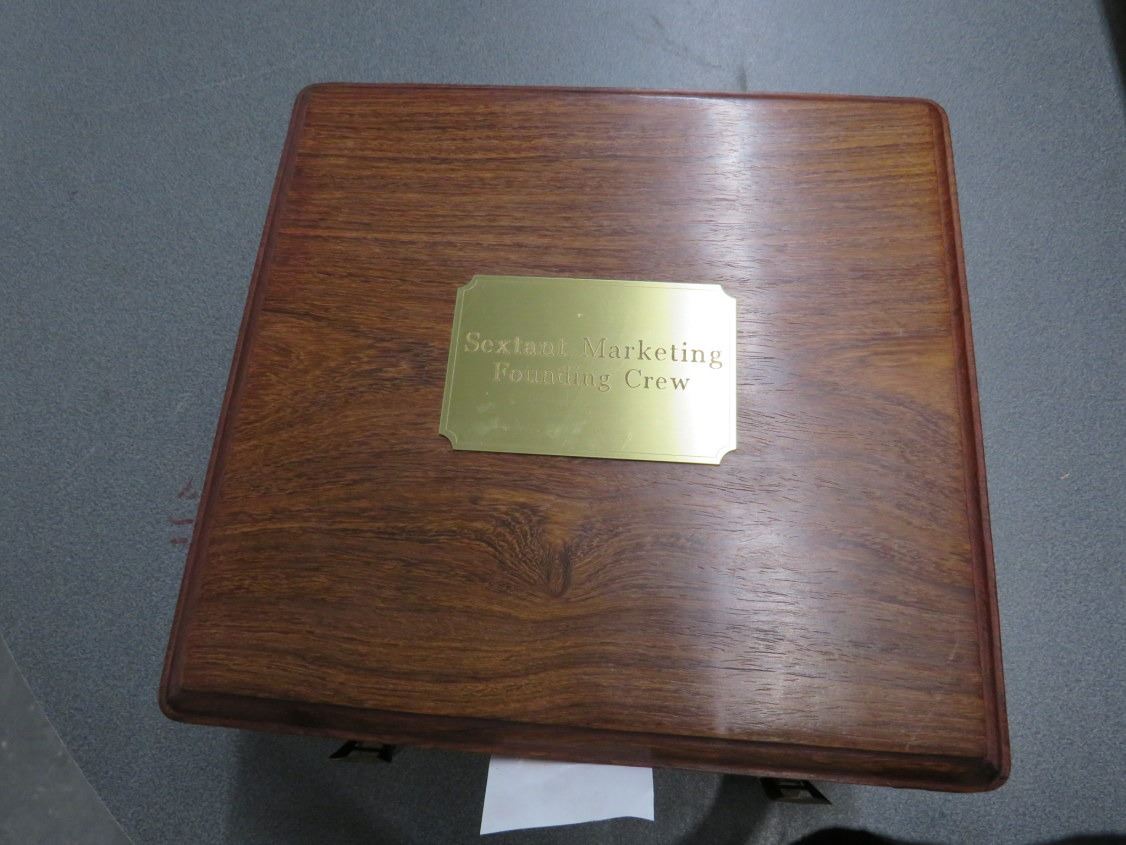 Sextant Marketing
Founding Crew